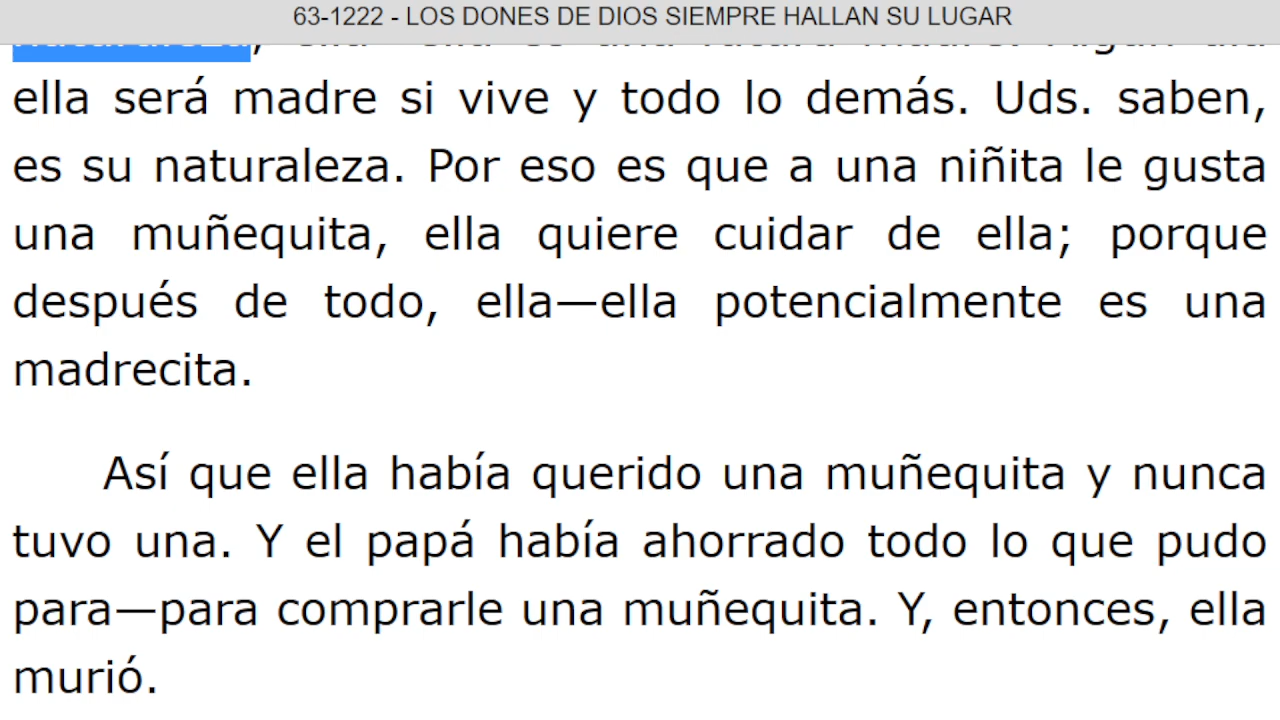 63-1222 - LOS DONES DE DIOS SIEMPRE HALLAN SU LUGAR
ella será madre si vive y todo lo demás. Uds. saben,
es su naturaleza. Por eso es que a una niñita le gusta
una muñequita, ella quiere cuidar de ella; porque
después de todo, ella—ella potencialmente es una
madrecita.
Así que ella había querido una muñequita y nunca
tuvo una. Y el papá había ahorrado todo lo que pudo
para—para comprarle una muñequita. Y, entonces, ella
murió.